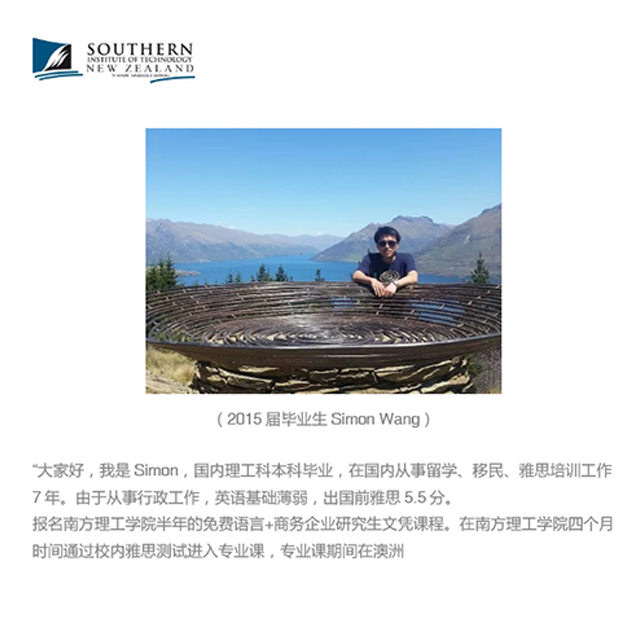 SOUTHERN
INSTITUTE OF TECHNOLOGY
NEW ZEALAND
（2015 届毕业生 Simon Wang）
“大家好，我是 Simon，国内理工科本科毕业，在国内从事留学、移民、雅思培训工作
7 年。由于从事行政工作，英语基础薄弱，出国前雅思 5.5 分。
报名南方理工学院半年的免费语言+商务企业研究生文凭课程。在南方理工学院四个月
时间通过校内雅思测试进入专业课，专业课期间在澳洲